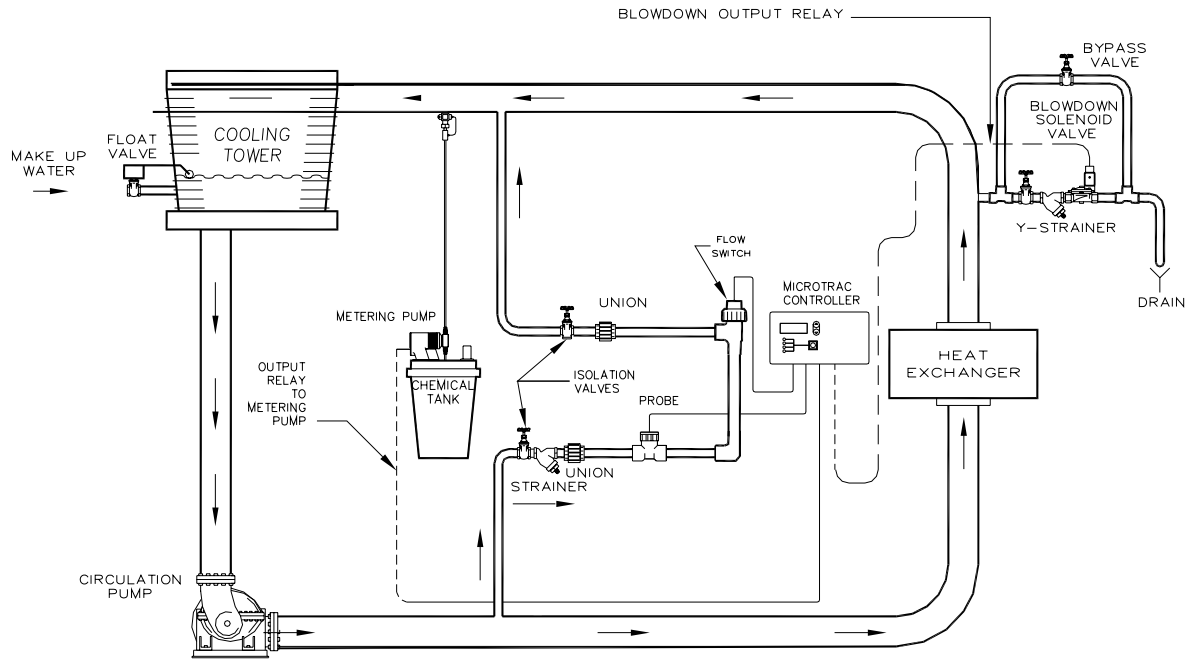 BLOWDOWN OUTPUT RELAY
BYPASS
VALVE
BLOWDOWN
SOLENOID
VALVE
COOLING
TOWER
FLOAT
VALVE
MAKE UP
WATER
Y-STRAINER
FLOW
SWITCH
DRAIN
MICROTRAC
CONTROLLER
UNION
METERING PUMP
HEAT
EXCHANGER
OUTPUT
RELAY
TO
METERING
PUMP
CHEMICAL
TANK
ISOLATION
VALVES
PROBE
UNION
STRAINER
CIRCULATION
PUMP